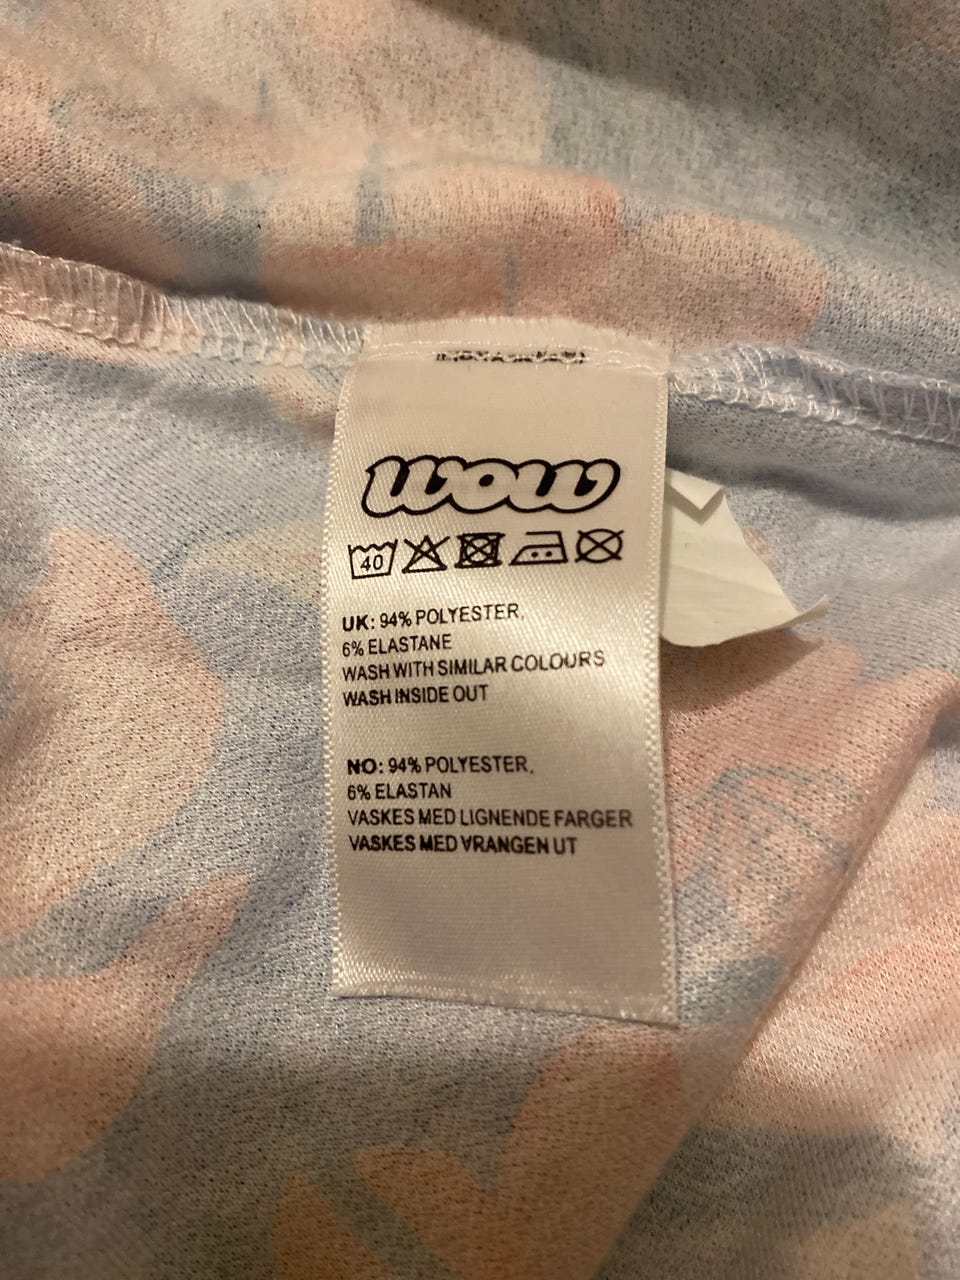 wow
40
UK: 94% POLYESTER,
6% ELASTANE
WASH WITH SIMILAR COLOURS
WASH INSIDE OUT
NO: 94% POLYESTER,
6% ELASTAN
VASKES MED LIGNENDE FARGER
VASKES MED VRANGEN UT